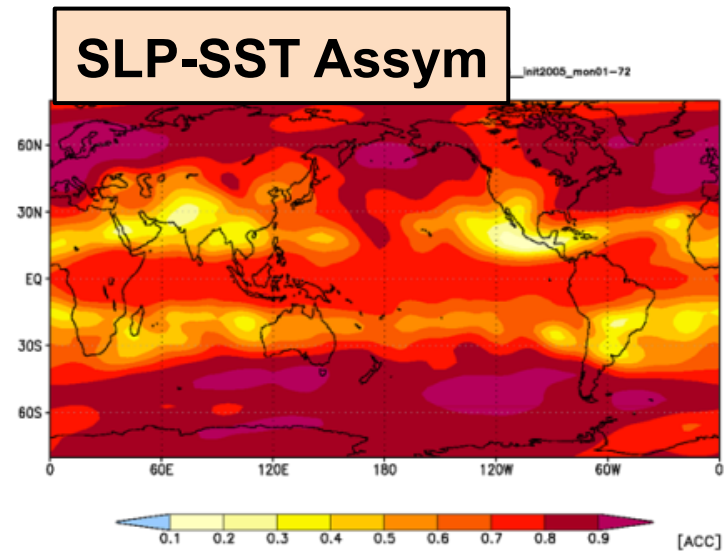 SLP-SST Assym
_init2005_mon01-72
60N
30N
EQ
30S
60S
0 60E 120E 180 120W 60W 0
0.1 0.2 0.3 0.4 0.5 0.6 0.7 0.8 0.9
[ACC]